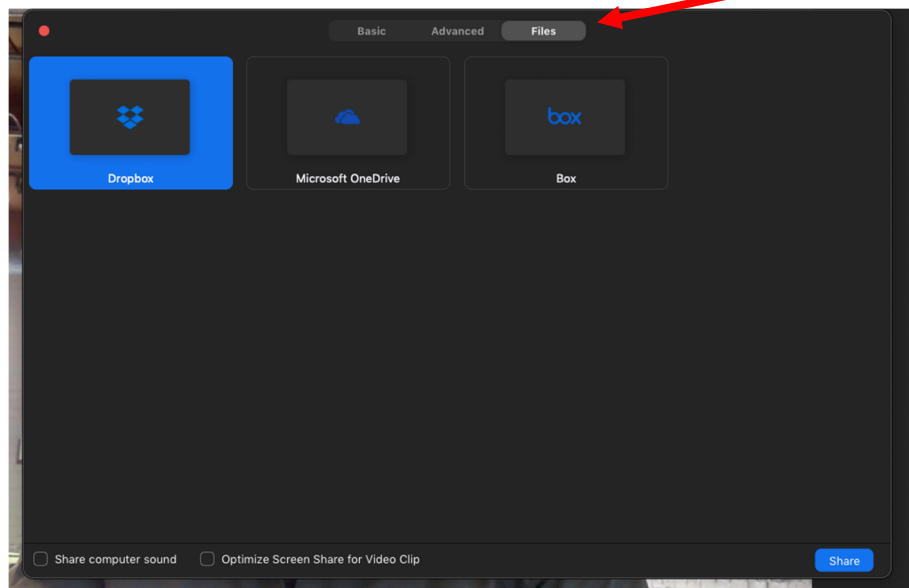 Basic Advanced Files
box
Dropbox Microsoft OneDrive Box
Share computer sound Optimize Screen Share for Video Clip Share